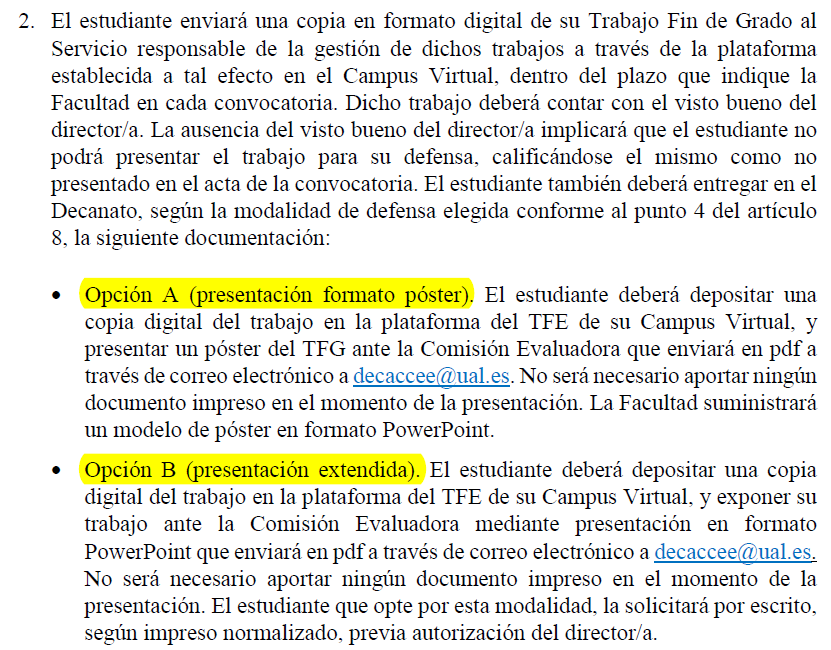 2. El estudiante enviará una copia en formato digital de su Trabajo Fin de Grado al
Servicio responsable de la gestión de dichos trabajos a través de la plataforma
establecida a tal efecto en el Campus Virtual, dentro del plazo que indique la
Facultad en cada convocatoria. Dicho trabajo deberá contar con el visto bueno del
director/a. La ausencia del visto bueno del director/a implicará que el estudiante no
podrá presentar el trabajo para su defensa, calificándose el mismo como no
presentado en el acta de la convocatoria. El estudiante también deberá entregar en el
Decanato, según la modalidad de defensa elegida conforme al punto 4 del artículo
8, la siguiente documentación:
• Opción A (presentación formato póster). El estudiante deberá depositar una
copia digital del trabajo en la plataforma del TFE de su Campus Virtual, y
presentar un póster del TFG ante la Comisión Evaluadora que enviará en pdf a
través de correo electrónico a decaccee@ual.es. No será necesario aportar ningún
documento impreso en el momento de la presentación. La Facultad suministrará
un modelo de póster en formato PowerPoint.
• Opción B (presentación extendida). El estudiante deberá depositar una copia
digital del trabajo en la plataforma del TFE de su Campus Virtual, y exponer su
trabajo ante la Comisión Evaluadora mediante presentación en formato
PowerPoint que enviará en pdf a través de correo electrónico a decaccee@ual.es.
No será necesario aportar ningún documento impreso en el momento de la
presentación. El estudiante que opte por esta modalidad, la solicitará por escrito,
según impreso normalizado, previa autorización del director/a.